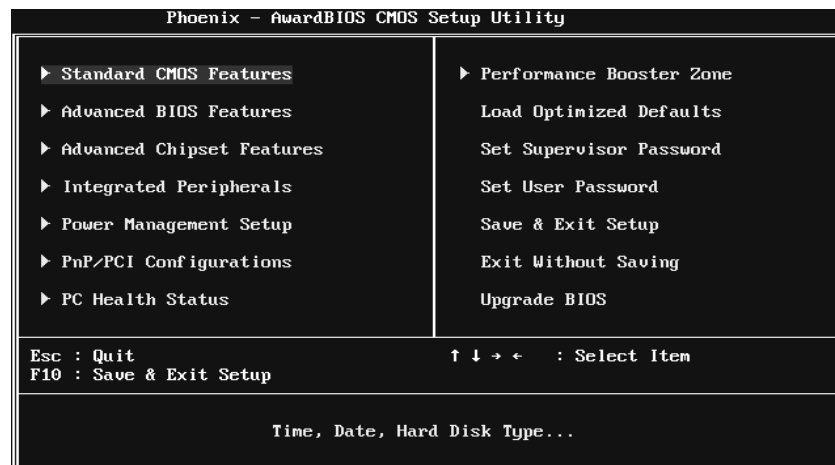 Phoenix - AwardBIOS CMOS Setup Utility
▶ Standard CMOS Features
▶ Advanced BIOS Features
▶ Advanced Chipset Features
▶ Integrated Peripherals
▶ Power Management Setup
▶ PnP/PCI Configurations
▶ PC Health Status
▶ Performance Booster Zone
Load Optimized Defaults
Set Supervisor Password
Set User Password
Save & Exit Setup
Exit Without Saving
Upgrade BIOS
Esc : Quit
F10 : Save & Exit Setup
↑ ↓ → ← : Select Item
Time, Date, Hard Disk Type...